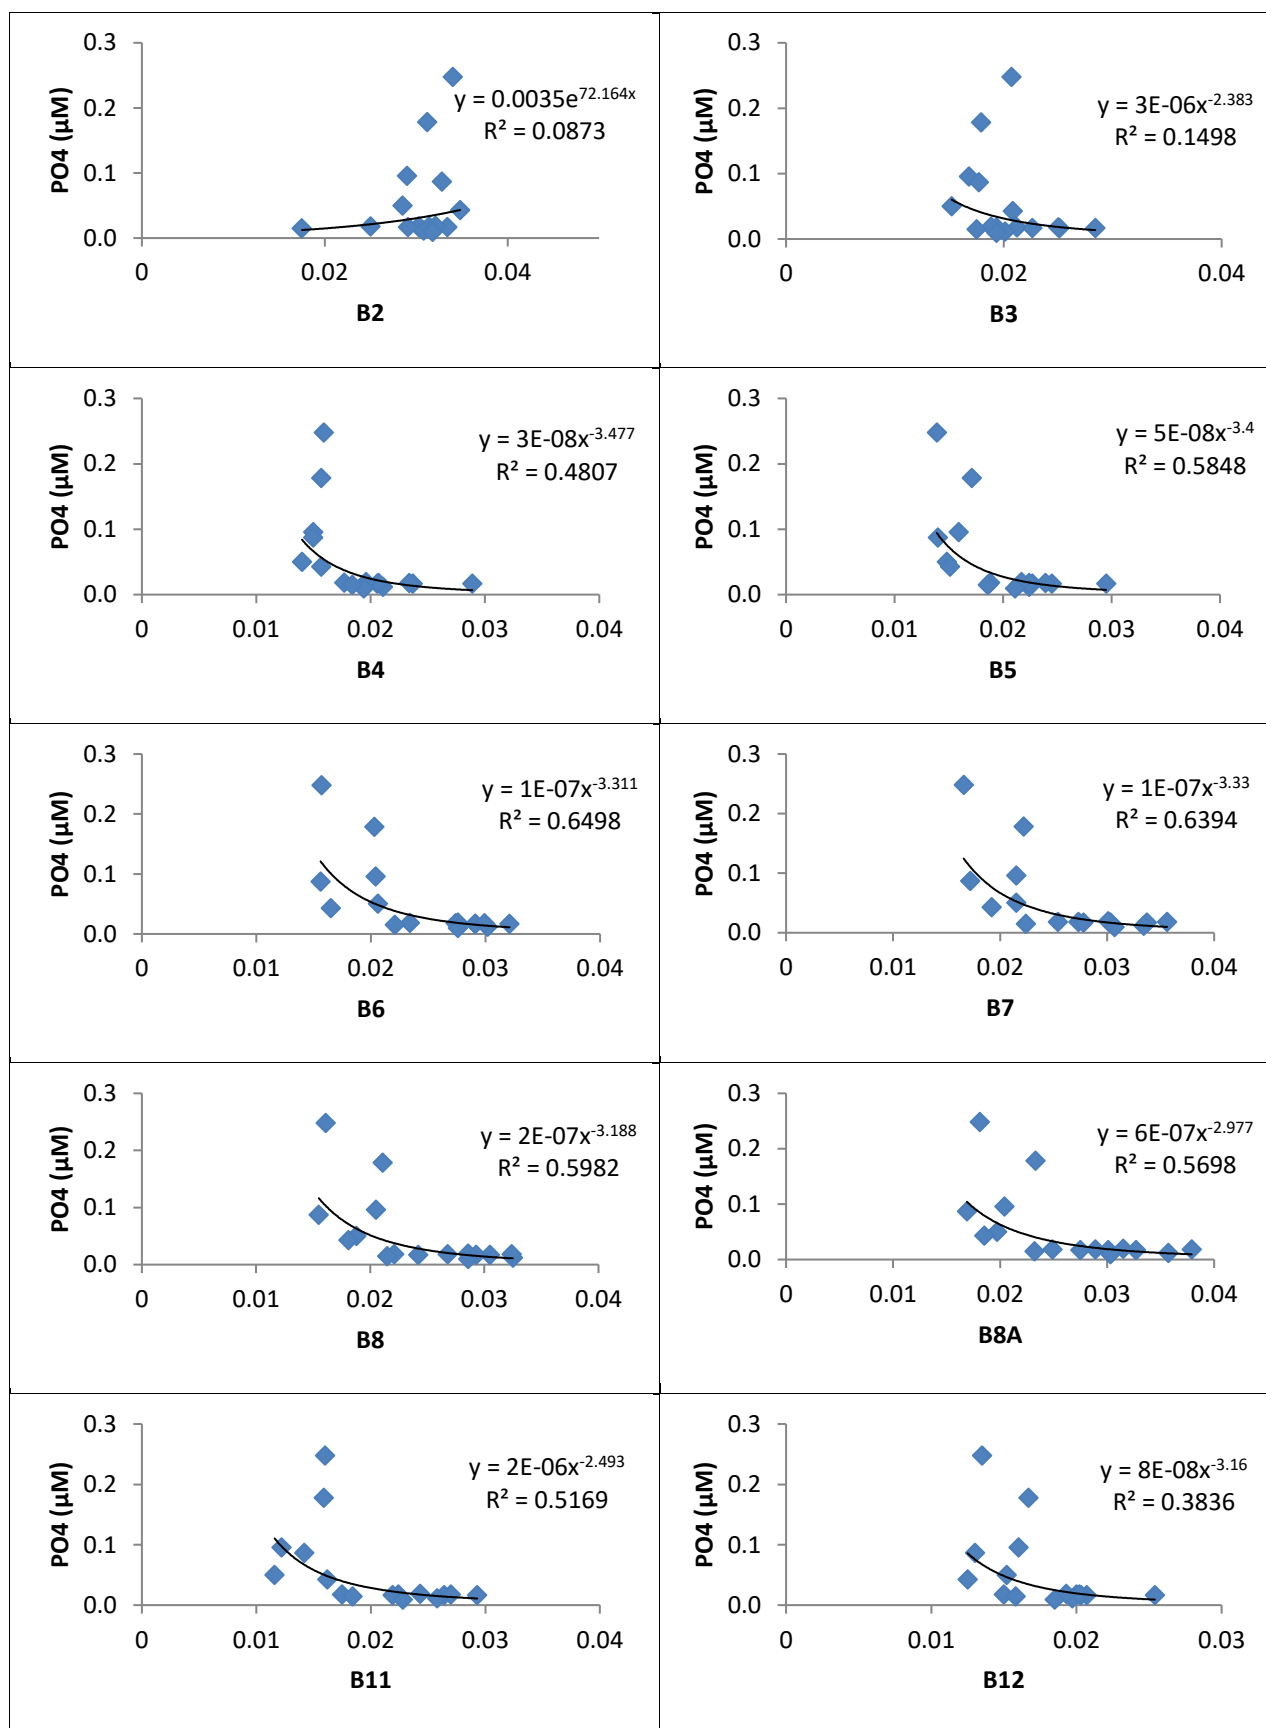 PO4 (µM)
0.3
0.2
0.1
0.0
y = 0.0035e^72.164x
R² = 0.0873
0 0.02 0.04
B2
PO4 (µM)
0.3
0.2
0.1
0.0
y = 3E-06x^-2.383
R² = 0.1498
0 0.02 0.04
B3
PO4 (µM)
0.3
0.2
0.1
0.0
y = 3E-08x^-3.477
R² = 0.4807
0 0.01 0.02 0.03 0.04
B4
PO4 (µM)
0.3
0.2
0.1
0.0
y = 5E-08x^-3.4
R² = 0.5848
0 0.01 0.02 0.03 0.04
B5
PO4 (µM)
0.3
0.2
0.1
0.0
y = 1E-07x^-3.311
R² = 0.6498
0 0.01 0.02 0.03 0.04
B6
PO4 (µM)
0.3
0.2
0.1
0.0
y = 1E-07x^-3.33
R² = 0.6394
0 0.01 0.02 0.03 0.04
B7
PO4 (µM)
0.3
0.2
0.1
0.0
y = 2E-07x^-3.188
R² = 0.5982
0 0.01 0.02 0.03 0.04
B8
PO4 (µM)
0.3
0.2
0.1
0.0
y = 6E-07x^-2.977
R² = 0.5698
0 0.01 0.02 0.03 0.04
B8A
PO4 (µM)
0.3
0.2
0.1
0.0
y = 2E-06x^-2.493
R² = 0.5169
0 0.01 0.02 0.03 0.04
B11
PO4 (µM)
0.3
0.2
0.1
0.0
y = 8E-08x^-3.16
R² = 0.3836
0 0.01 0.02 0.03
B12